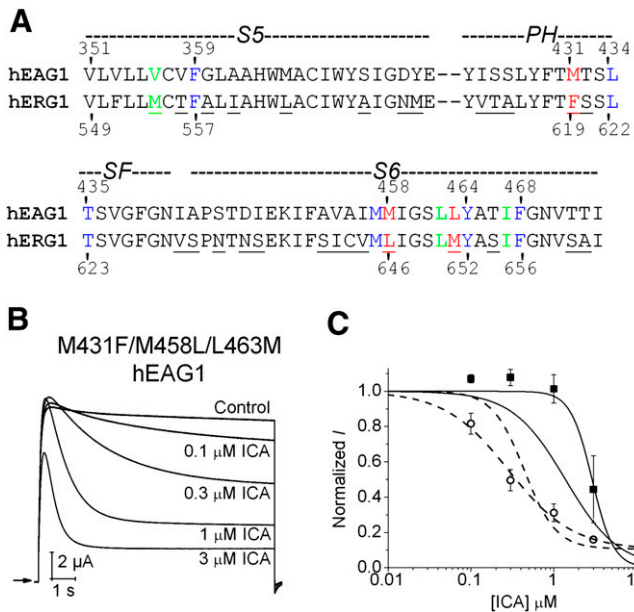 A
S5 PH
351 359 431 434
hEAG1 VLVLLVCVFGLAAHWMACIWYSIGDYE--YISSLYFTMTSL
hERG1 VLFLLMCTFALIAHWLACIWYAIGNME--YVTALYFTFSSL
549 557 619 622
SF S6
435 458 464 468
hEAG1 TSVGFGNIAPSTDIEKIFAVAIMMIGSLLYATIFGNVTTI
hERG1 TSVGFGNVSPNTNSEKIFSICVMLIGSLMYASIFGNVSAI
623 646 652 656
B
M431F/M458L/L463M
hEAG1
Control
0.1 μM ICA
0.3 μM ICA
1 μM ICA
3 μM ICA
2 μA
1 s
C
Normalized I
1.0
0.8
0.6
0.4
0.2
0.0
0.01 0.1 1
[ICA] μM